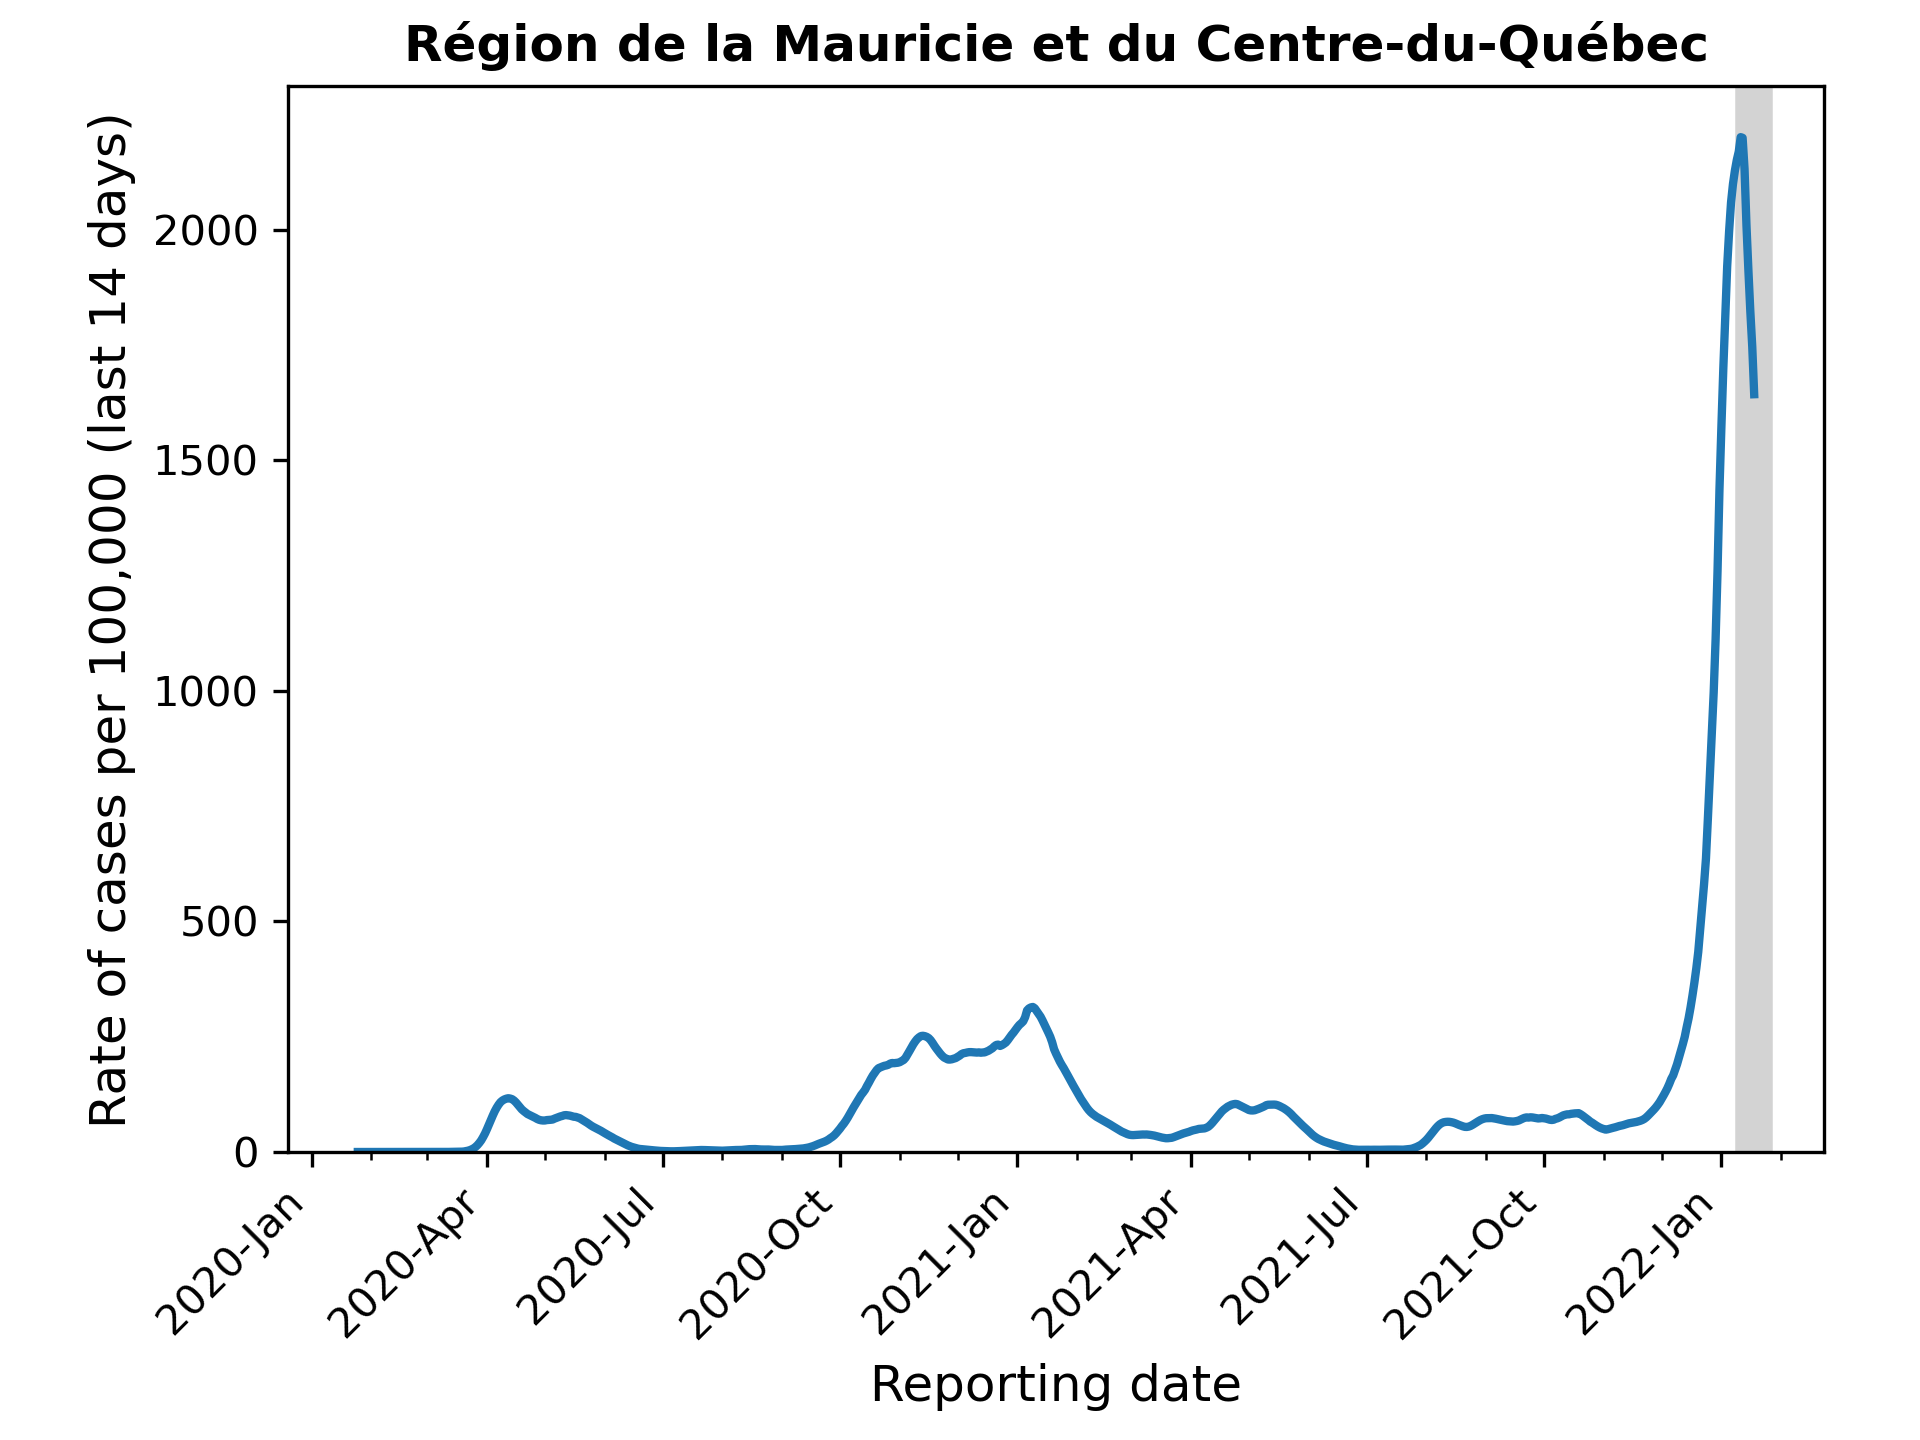 Région de la Mauricie et du Centre-du-Québec
Rate of cases per 100,000 (last 14 days)
2000
1500
1000
500
0
2020-Jan
2020-Apr
2020-Jul
2020-Oct
2021-Jan
2021-Apr
2021-Jul
2021-Oct
2022-Jan
Reporting date